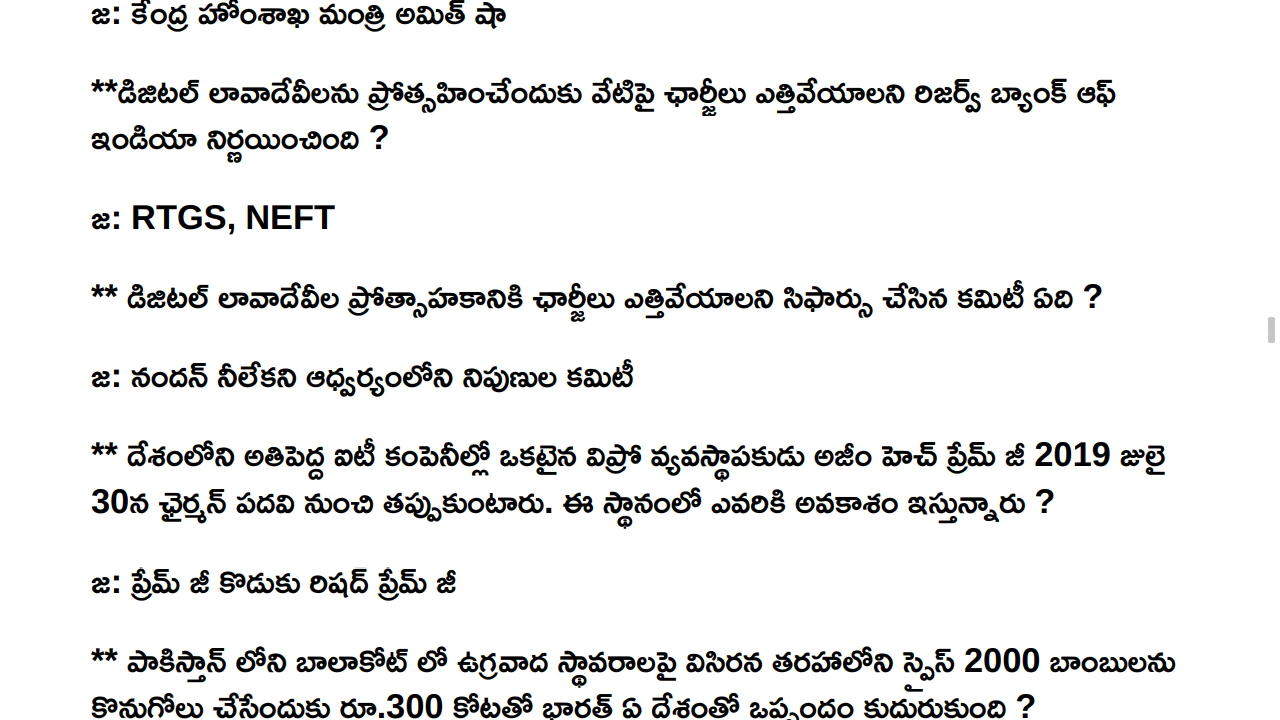 జ: కేంద్ర హోంశాఖ మంత్రి అమిత్ షా
**డిజిటల్ లావాదేవీలను ప్రోత్సహించేందుకు వేటిపై ఛార్జీలు ఎత్తివేయాలని రిజర్వ్ బ్యాంక్ ఆఫ్
ఇండియా నిర్ణయించింది ?
జ: RTGS, NEFT
** డిజిటల్ లావాదేవీల ప్రోత్సాహకానికి ఛార్జీలు ఎత్తివేయాలని సిఫార్సు చేసిన కమిటీ ఏది ?
జ: నందన్ నీలేకని ఆధ్వర్యంలోని నిపుణుల కమిటీ
** దేశంలోని అతిపెద్ద ఐటీ కంపెనీల్లో ఒకటైన విప్రో వ్యవస్థాపకుడు అజీం హెచ్ ప్రేమ్ జీ 2019 జులై
30న ఛైర్మన్ పదవి నుంచి తప్పుకుంటారు. ఈ స్థానంలో ఎవరికి అవకాశం ఇస్తున్నారు ?
జ: ప్రేమ్ జీ కొడుకు రిషద్ ప్రేమ్ జీ
** పాకిస్తాన్ లోని బాలాకోట్ లో ఉగ్రవాద స్థావరాలపై విసిరన తరహాలోని స్పైస్ 2000 బాంబులను
కొనుగోలు చేసేందుకు రూ.300 కోట్లతో భారత్ ఏ దేశంతో ఒప్పందం కుదురుకుంది ?